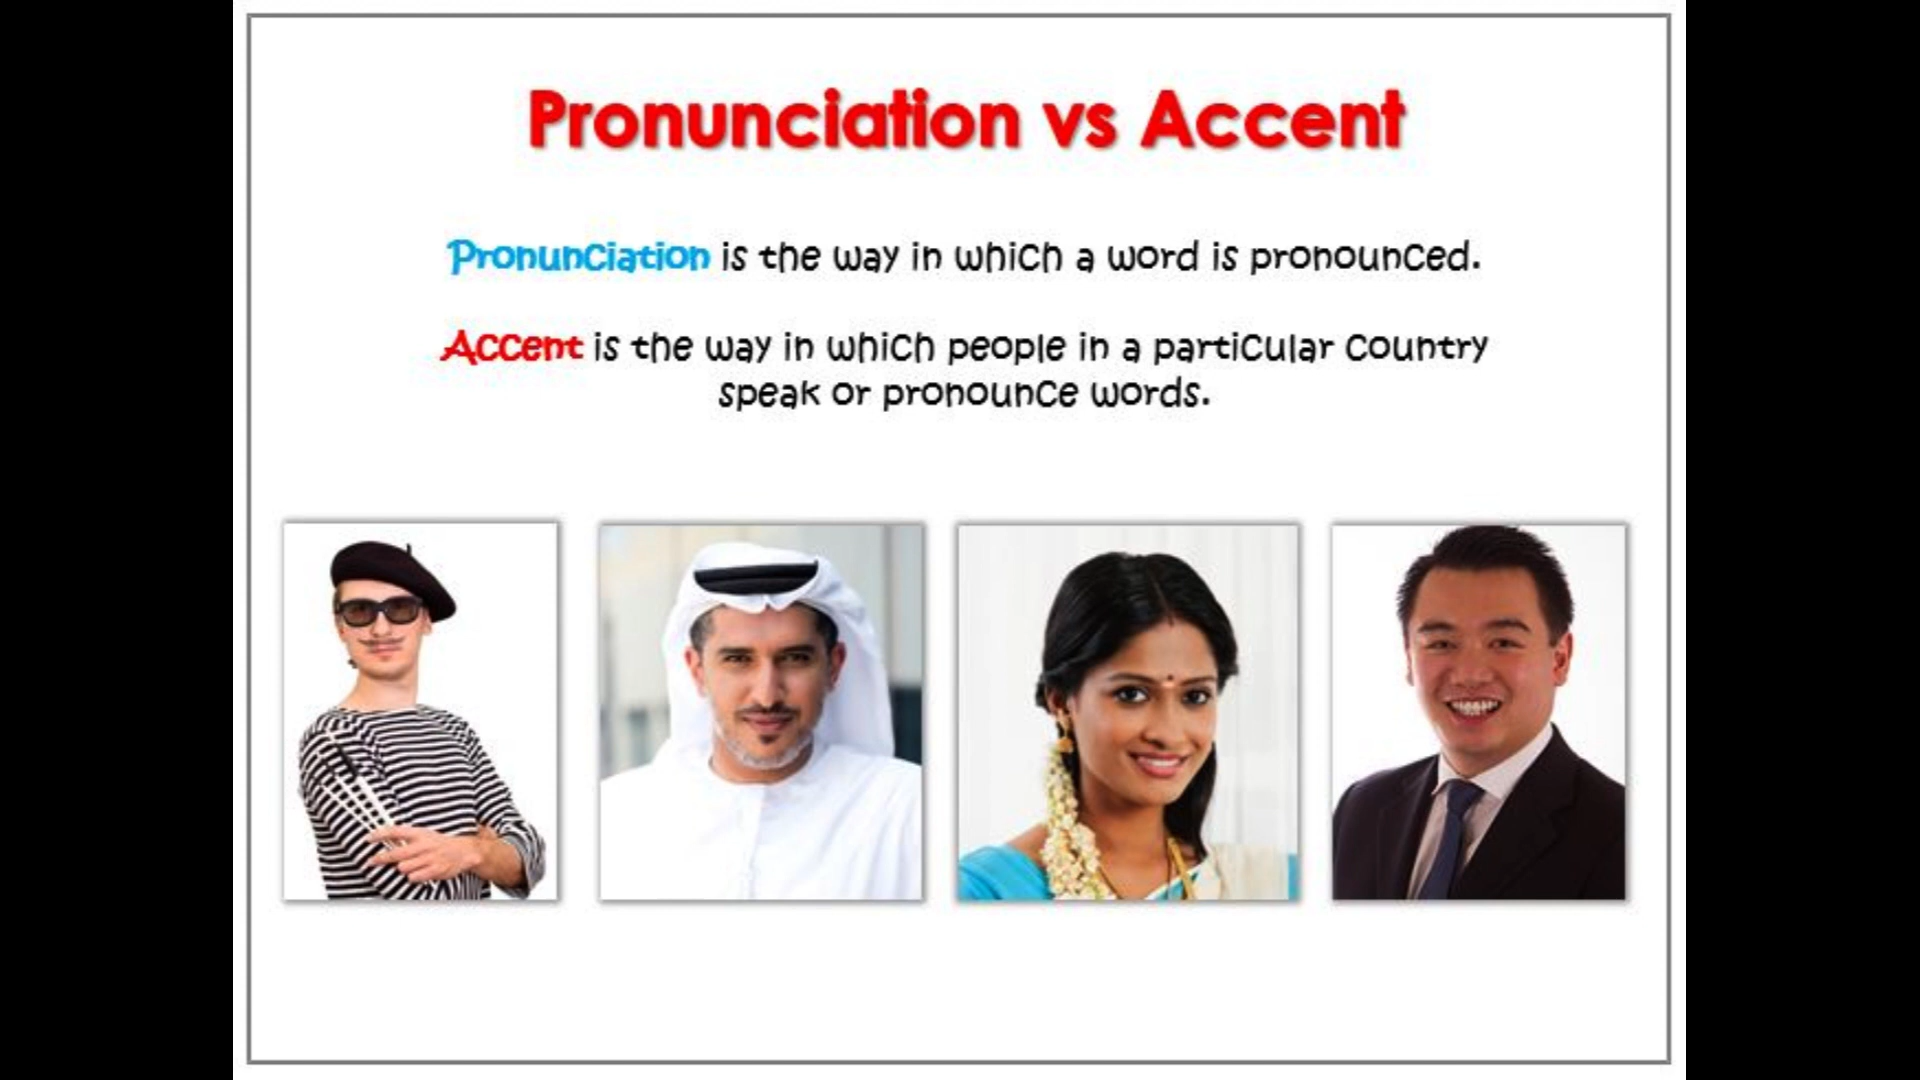 Pronunciation vs Accent
Pronunciation is the way in which a word is pronounced.
Accent is the way in which people in a particular country
speak or pronounce words.